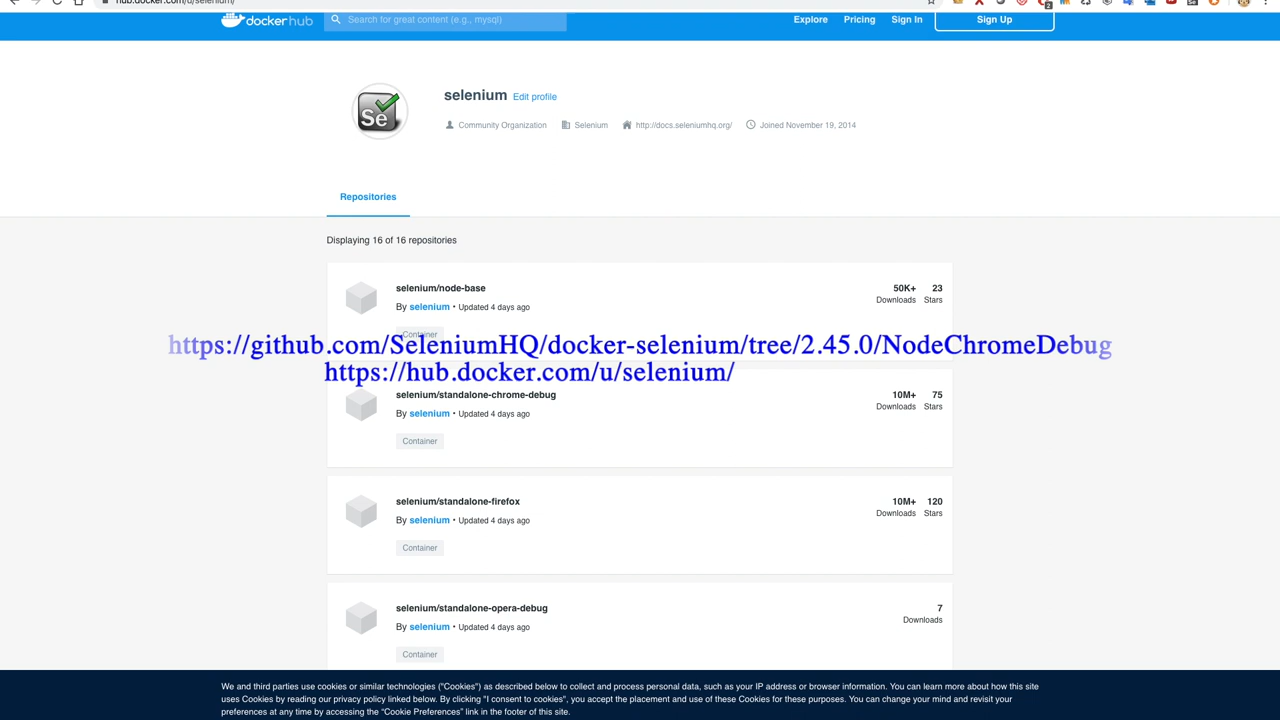 hub.docker.com/u/selenium/
docker hub
Search for great content (e.g., mysql)
Explore
Pricing
Sign In
Sign Up
selenium Edit profile
Community Organization
Selenium
http://docs.seleniumhq.org/
Joined November 19, 2014
Repositories
Displaying 16 of 16 repositories
selenium/node-base
50K+
23
Downloads
Stars
By selenium • Updated 4 days ago
Container
https://github.com/SeleniumHQ/docker-selenium/tree/2.45.0/NodeChromeDebug
https://hub.docker.com/u/selenium/
selenium/standalone-chrome-debug
10M+
75
Downloads
Stars
By selenium • Updated 4 days ago
Container
selenium/standalone-firefox
10M+
120
Downloads
Stars
By selenium • Updated 4 days ago
Container
selenium/standalone-opera-debug
7
Downloads
By selenium • Updated 4 days ago
Container
We and third parties use cookies or similar technologies ("Cookies") as described below to collect and process personal data, such as your IP address or browser information. You can learn more about how this site
uses Cookies by reading our privacy policy linked below. By clicking "I consent to cookies", you accept the placement and use of these Cookies for these purposes. You can change your mind and revisit your
preferences at any time by accessing the “Cookie Preferences” link in the footer of this site.